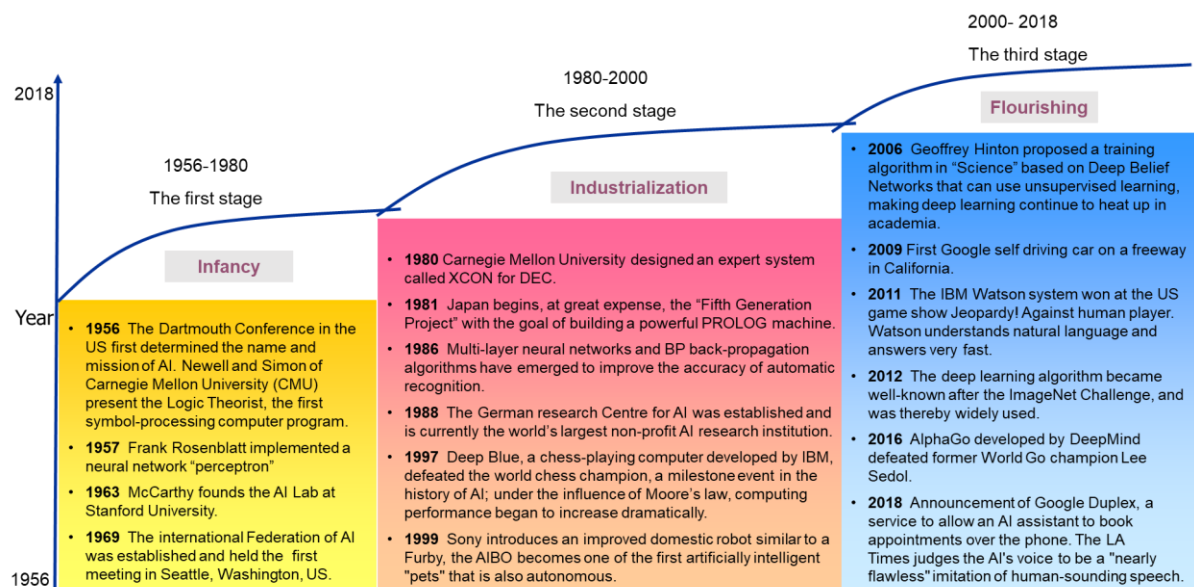 2000- 2018
The third stage
Flourishing
1980-2000
The second stage
Industrialization
1956-1980
The first stage
Infancy
2018
Year
1956
• 1956 The Dartmouth Conference in the
US first determined the name and
mission of AI. Newell and Simon of
Carnegie Mellon University (CMU)
present the Logic Theorist, the first
symbol-processing computer program.
• 1957 Frank Rosenblatt implemented a
neural network “perceptron”
• 1963 McCarthy founds the AI Lab at
Stanford University.
• 1969 The international Federation of AI
was established and held the first
meeting in Seattle, Washington, US.
• 1980 Carnegie Mellon University designed an expert system
called XCON for DEC.
• 1981 Japan begins, at great expense, the “Fifth Generation
Project” with the goal of building a powerful PROLOG machine.
• 1986 Multi-layer neural networks and BP back-propagation
algorithms have emerged to improve the accuracy of automatic
recognition.
• 1988 The German research Centre for AI was established and
is currently the world’s largest non-profit AI research institution.
• 1997 Deep Blue, a chess-playing computer developed by IBM,
defeated the world chess champion, a milestone event in the
history of AI; under the influence of Moore’s law, computing
performance began to increase dramatically.
• 1999 Sony introduces an improved domestic robot similar to a
Furby, the AIBO becomes one of the first artificially intelligent
"pets" that is also autonomous.
• 2006 Geoffrey Hinton proposed a training
algorithm in “Science” based on Deep Belief
Networks that can use unsupervised learning,
making deep learning continue to heat up in
academia.
• 2009 First Google self driving car on a freeway
in California.
• 2011 The IBM Watson system won at the US
game show Jeopardy! Against human player.
Watson understands natural language and
answers very fast.
• 2012 The deep learning algorithm became
well-known after the ImageNet Challenge, and
was thereby widely used.
• 2016 AlphaGo developed by DeepMind
defeated former World Go champion Lee
Sedol.
• 2018 Announcement of Google Duplex, a
service to allow an AI assistant to book
appointments over the phone. The LA
Times judges the AI's voice to be a "nearly
flawless" imitation of human-sounding speech.